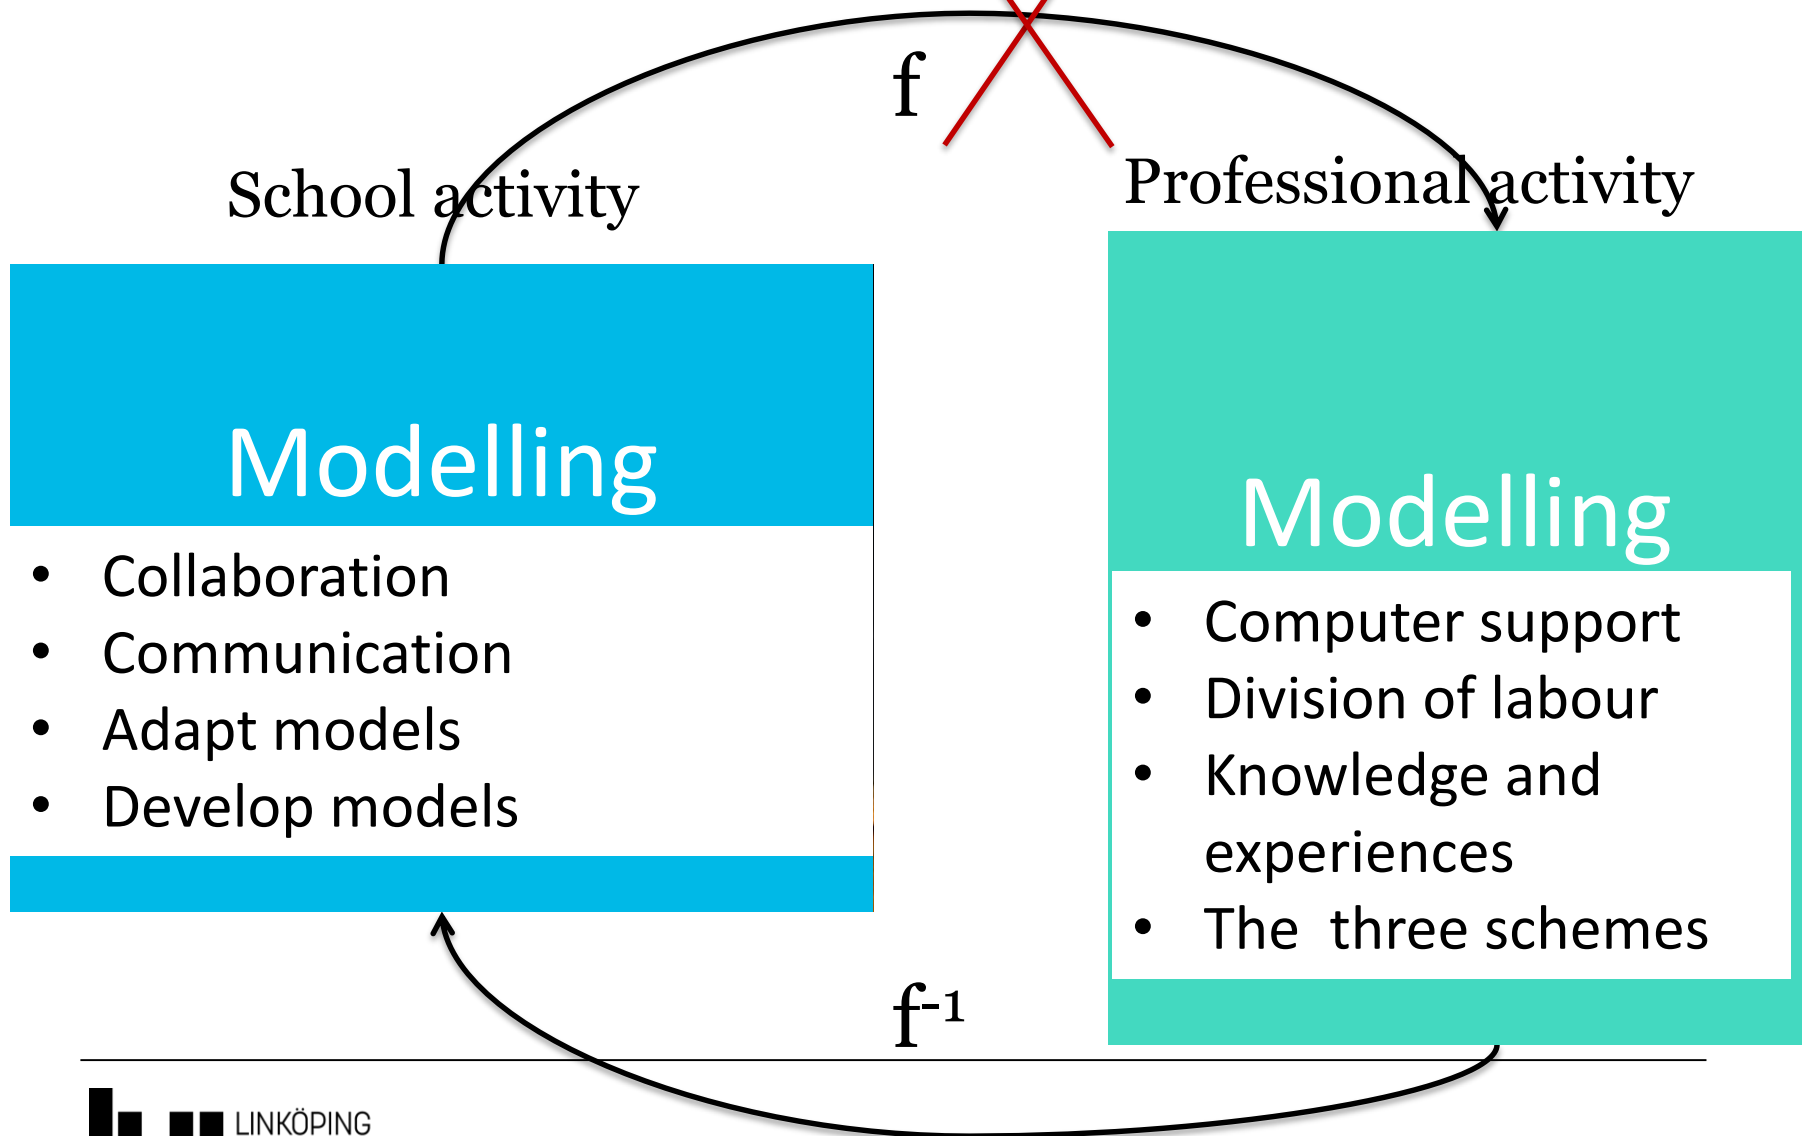 f
School activity
Professional activity
Modelling
• Collaboration
• Communication
• Adapt models
• Develop models
Modelling
• Computer support
• Division of labour
• Knowledge and
experiences
• The three schemes
f-1
LINKÖPING